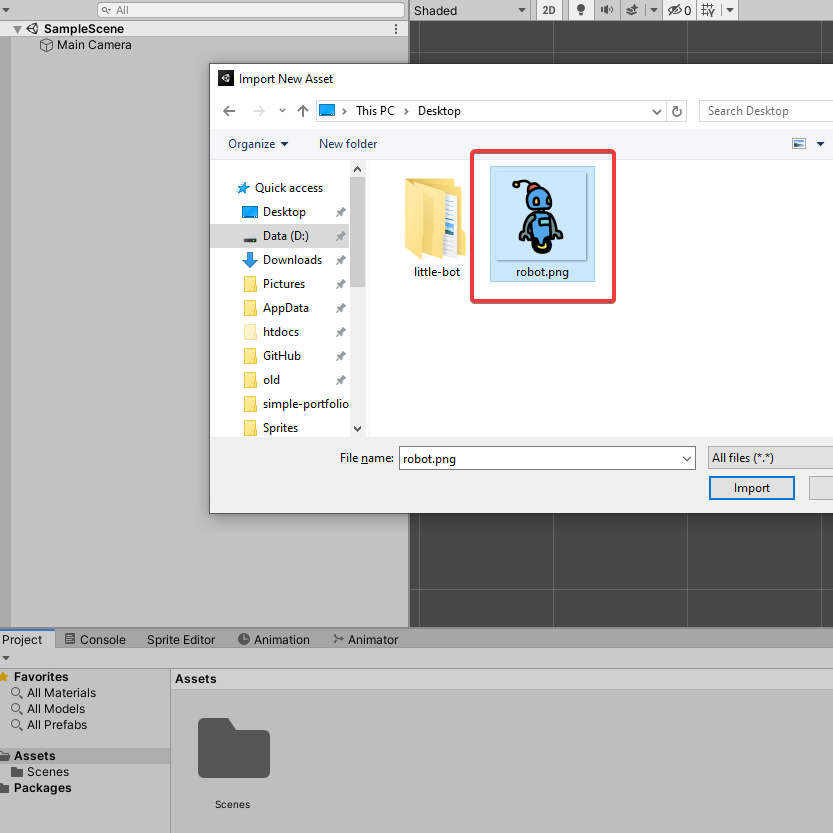 All
Shaded
2D
0
SampleScene
Main Camera
Import New Asset
This PC
Desktop
Search Desktop
Organize
New folder
Quick access
Desktop
Data (D:)
Downloads
Pictures
AppData
htdocs
GitHub
old
simple-portfolio
Sprites
little-bot
robot.png
File name:
robot.png
All files (*.*)
Import
Project
Console
Sprite Editor
Animation
Animator
Favorites
All Materials
All Models
All Prefabs
Assets
Scenes
Packages
Assets
Scenes